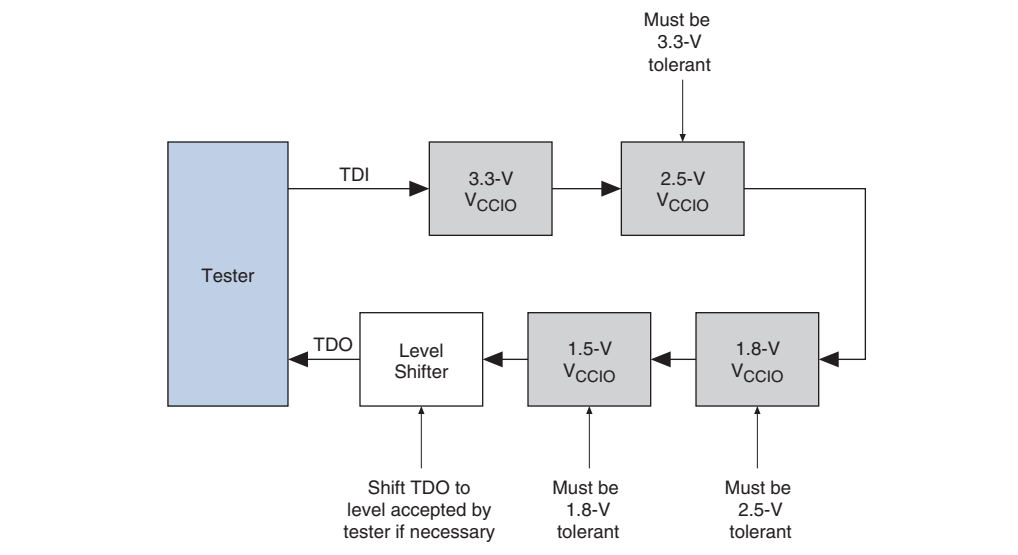 Must be
3.3-V
tolerant
TDI
3.3-V
VCCIO
2.5-V
VCCIO
Tester
TDO
Level
Shifter
1.5-V
VCCIO
1.8-V
VCCIO
Shift TDO to
level accepted by
tester if necessary
Must be
1.8-V
tolerant
Must be
2.5-V
tolerant